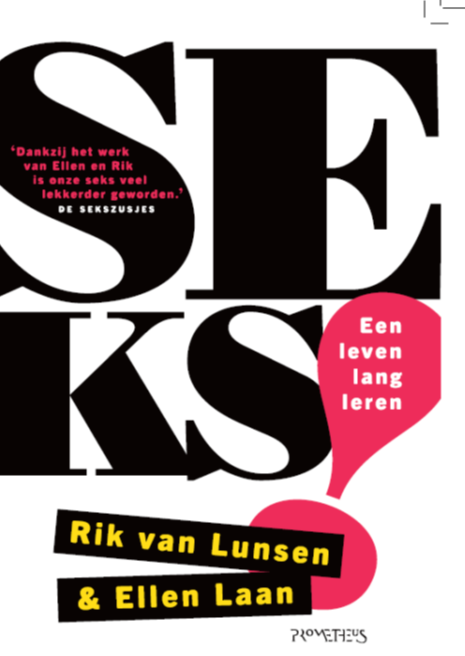 SE
‘Dankzij het werk
van Ellen en Rik
is onze seks veel
lekkerder geworden.’
DE SEKSZUSJES
KS
Een
leven
lang
leren
Rik van Lunsen
& Ellen Laan
PROMETHEUS